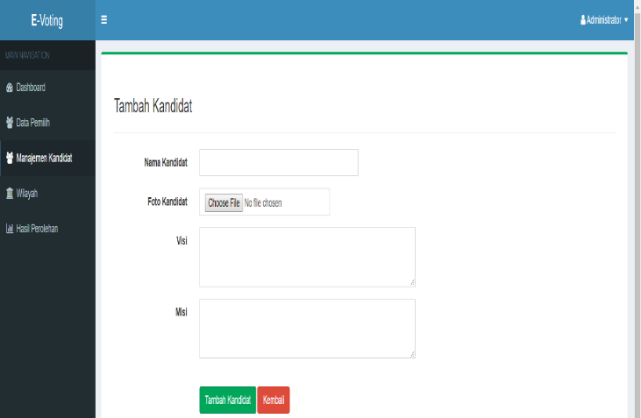 E-Voting
Administrator
MAIN NAVIGATION
Dashboard
Data Pemilih
Manajemen Kandidat
Wilayah
Hasil Perolehan
Tambah Kandidat
Nama Kandidat
Foto Kandidat
Choose File No file chosen
Visi
Misi
Tambah Kandidat
Kembali